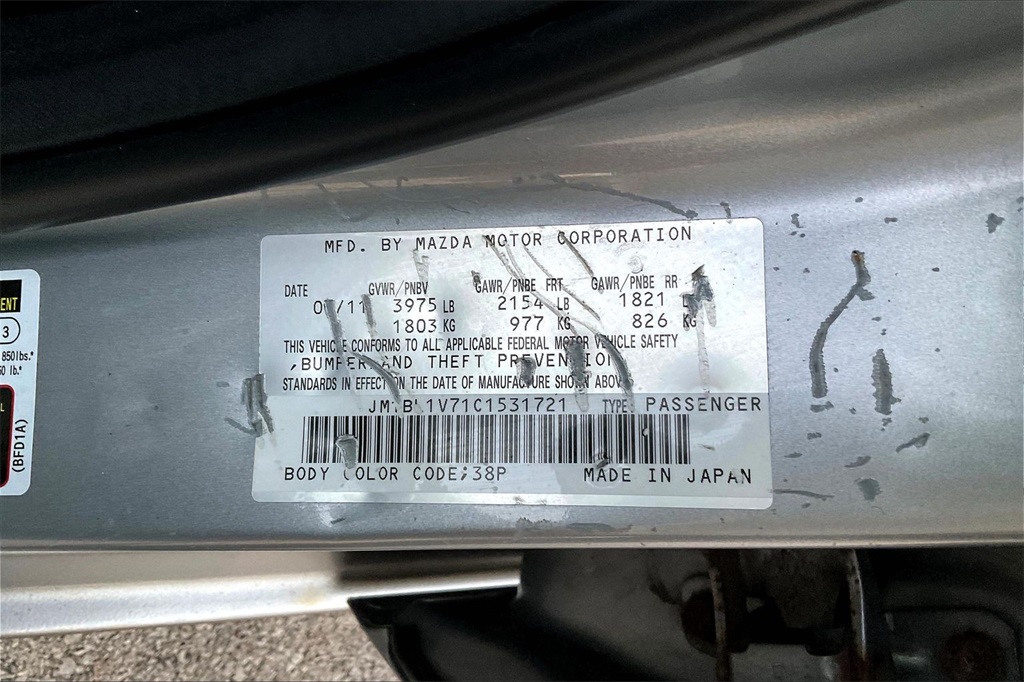 MFD. BY MAZDA MOTOR CORPORATION
DATE GVWR/PNBV GAWR/PNBE FRT GAWR/PNBE RR
3975 LB 2154 LB 1821
1803 KG 977 KG 826 KG
THIS VEHICLE CONFORMS TO ALL APPLICABLE FEDERAL MOTOR VEHICLE SAFETY
,BUMPER AND THEFT PREVENTION
STANDARDS IN EFFECT ON THE DATE OF MANUFACTURE SHOWN ABOVE
TYPE: PASSENGER
BODY COLOR CODE;38P MADE IN JAPAN
3
850lbs.*
(BFD1A)